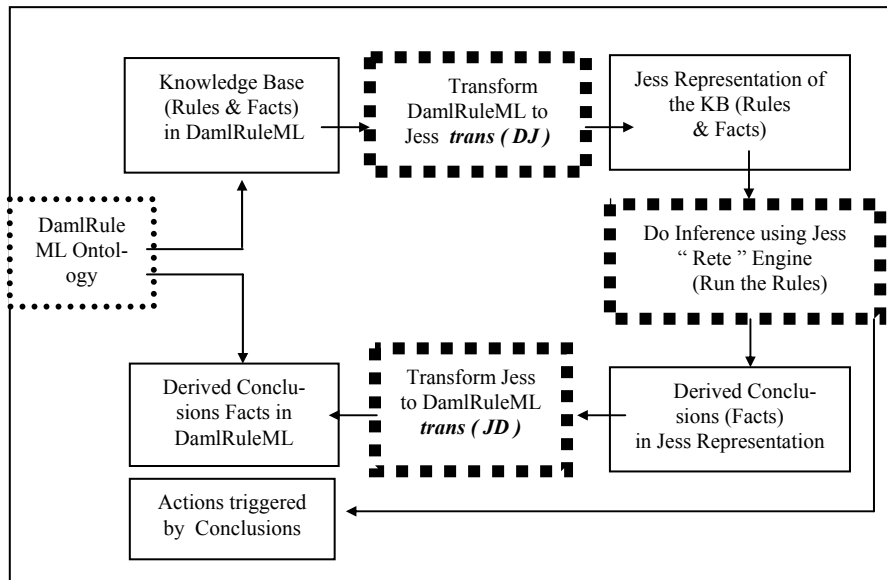 Knowledge Base
(Rules & Facts)
in DamlRuleML
Transform
DamlRuleML to
Jess trans ( DJ )
Jess Representation of
the KB (Rules
& Facts)
DamlRule
ML Ontol-
ogy
Do Inference using Jess
“ Rete ” Engine
(Run the Rules)
Derived Conclu-
sions Facts in
DamlRuleML
Transform Jess
to DamlRuleML
trans ( JD )
Derived Conclu-
sions (Facts)
in Jess Representation
Actions triggered
by Conclusions